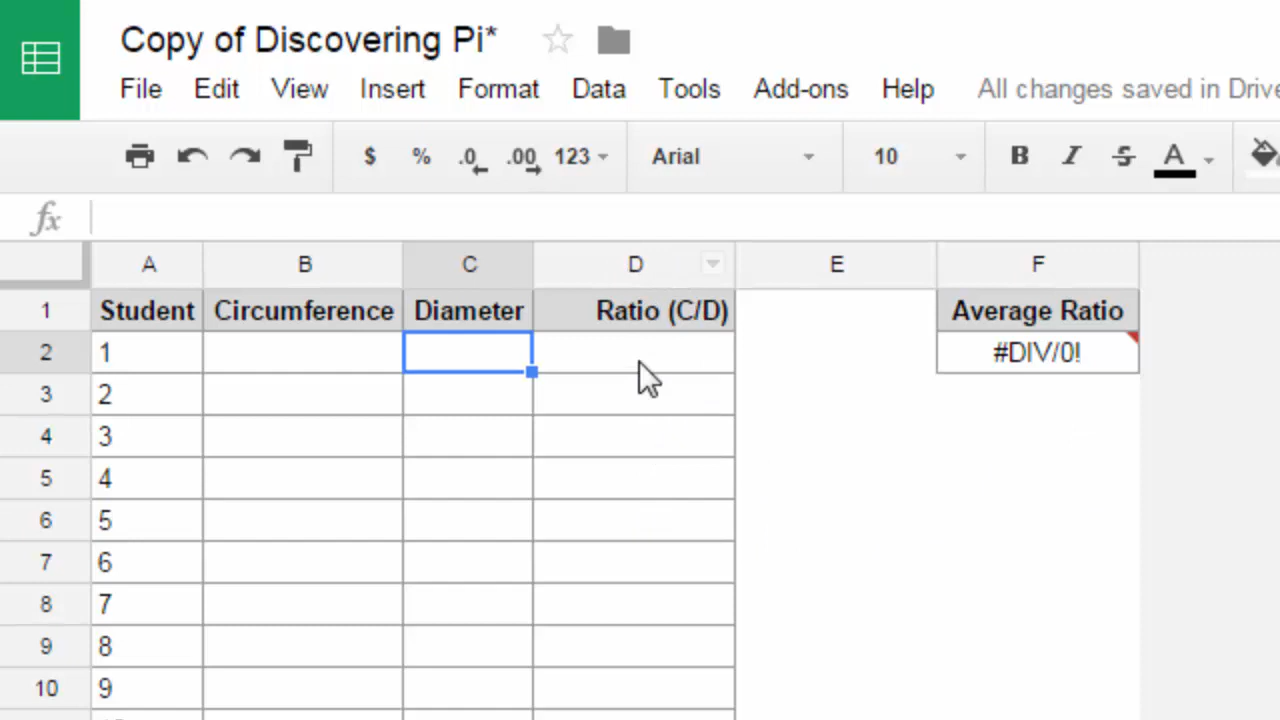 Copy of Discovering Pi*
File Edit View Insert Format Data Tools Add-ons Help All changes saved in Drive
$ % .0 .00 123 Arial 10 B I S A
fx
A B C D E F
1 Student Circumference Diameter Ratio (C/D) Average Ratio
2 1 #DIV/0!
3 2
4 3
5 4
6 5
7 6
8 7
9 8
10 9